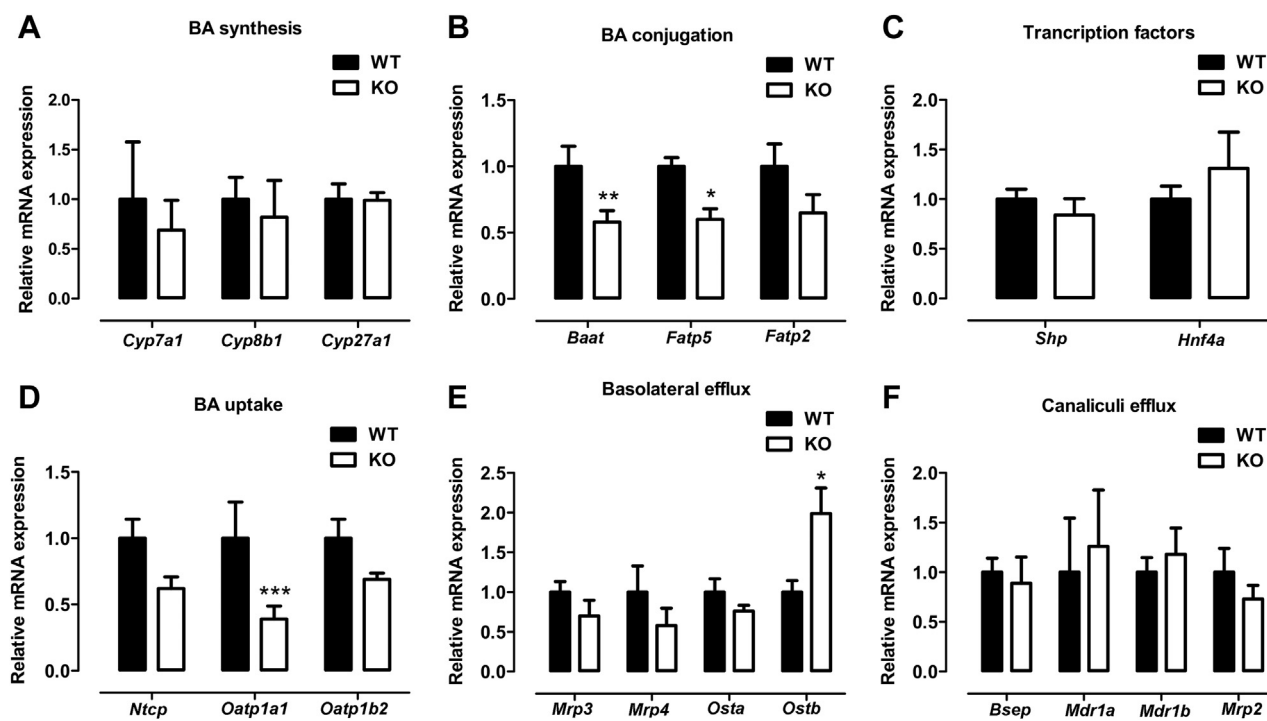 A
BA synthesis
WT
KO
Relative mRNA expression
2.0
1.5
1.0
0.5
0.0
Cyp7a1 Cyp8b1 Cyp27a1
B
BA conjugation
WT
KO
Relative mRNA expression
1.5
1.0
0.5
0.0
** *
Baat Fatp5 Fatp2
C
Trancription factors
WT
KO
Relative mRNA expression
2.0
1.5
1.0
0.5
0.0
Shp Hnf4a
D
BA uptake
WT
KO
Relative mRNA expression
1.5
1.0
0.5
0.0
***
Ntcp Oatp1a1 Oatp1b2
E
Basolateral efflux
WT
KO
Relative mRNA expression
2.5
2.0
1.5
1.0
0.5
0.0
*
Mrp3 Mrp4 Osta Ostb
F
Canaliculi efflux
WT
KO
Relative mRNA expression
2.0
1.5
1.0
0.5
0.0
Bsep Mdr1a Mdr1b Mrp2